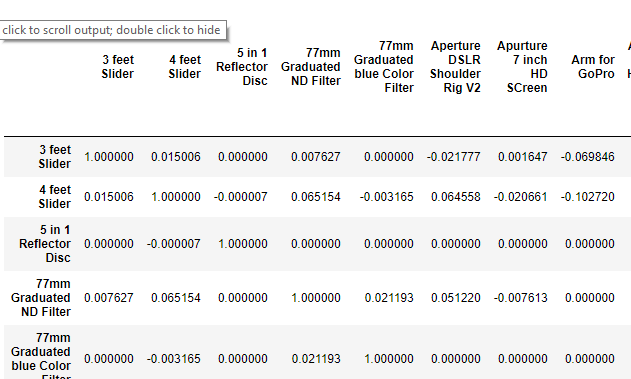 click to scroll output; double click to hide
3 feet Slider 4 feet Slider 5 in 1 Reflector Disc 77mm Graduated ND Filter 77mm Graduated blue Color Filter Aperture DSLR Shoulder Rig V2 Apurture 7 inch HD SCreen Arm for GoPro
3 feet Slider 1.000000 0.015006 0.000000 0.007627 0.000000 -0.021777 0.001647 -0.069846
4 feet Slider 0.015006 1.000000 -0.000007 0.065154 -0.003165 0.064558 -0.020661 -0.102720
5 in 1 Reflector Disc 0.000000 -0.000007 1.000000 0.000000 0.000000 0.000000 0.000000 0.000000
77mm Graduated ND Filter 0.007627 0.065154 0.000000 1.000000 0.021193 0.051220 -0.007613 0.000000
77mm Graduated blue Color Filter 0.000000 -0.003165 0.000000 0.021193 1.000000 0.000000 0.000000 0.000000